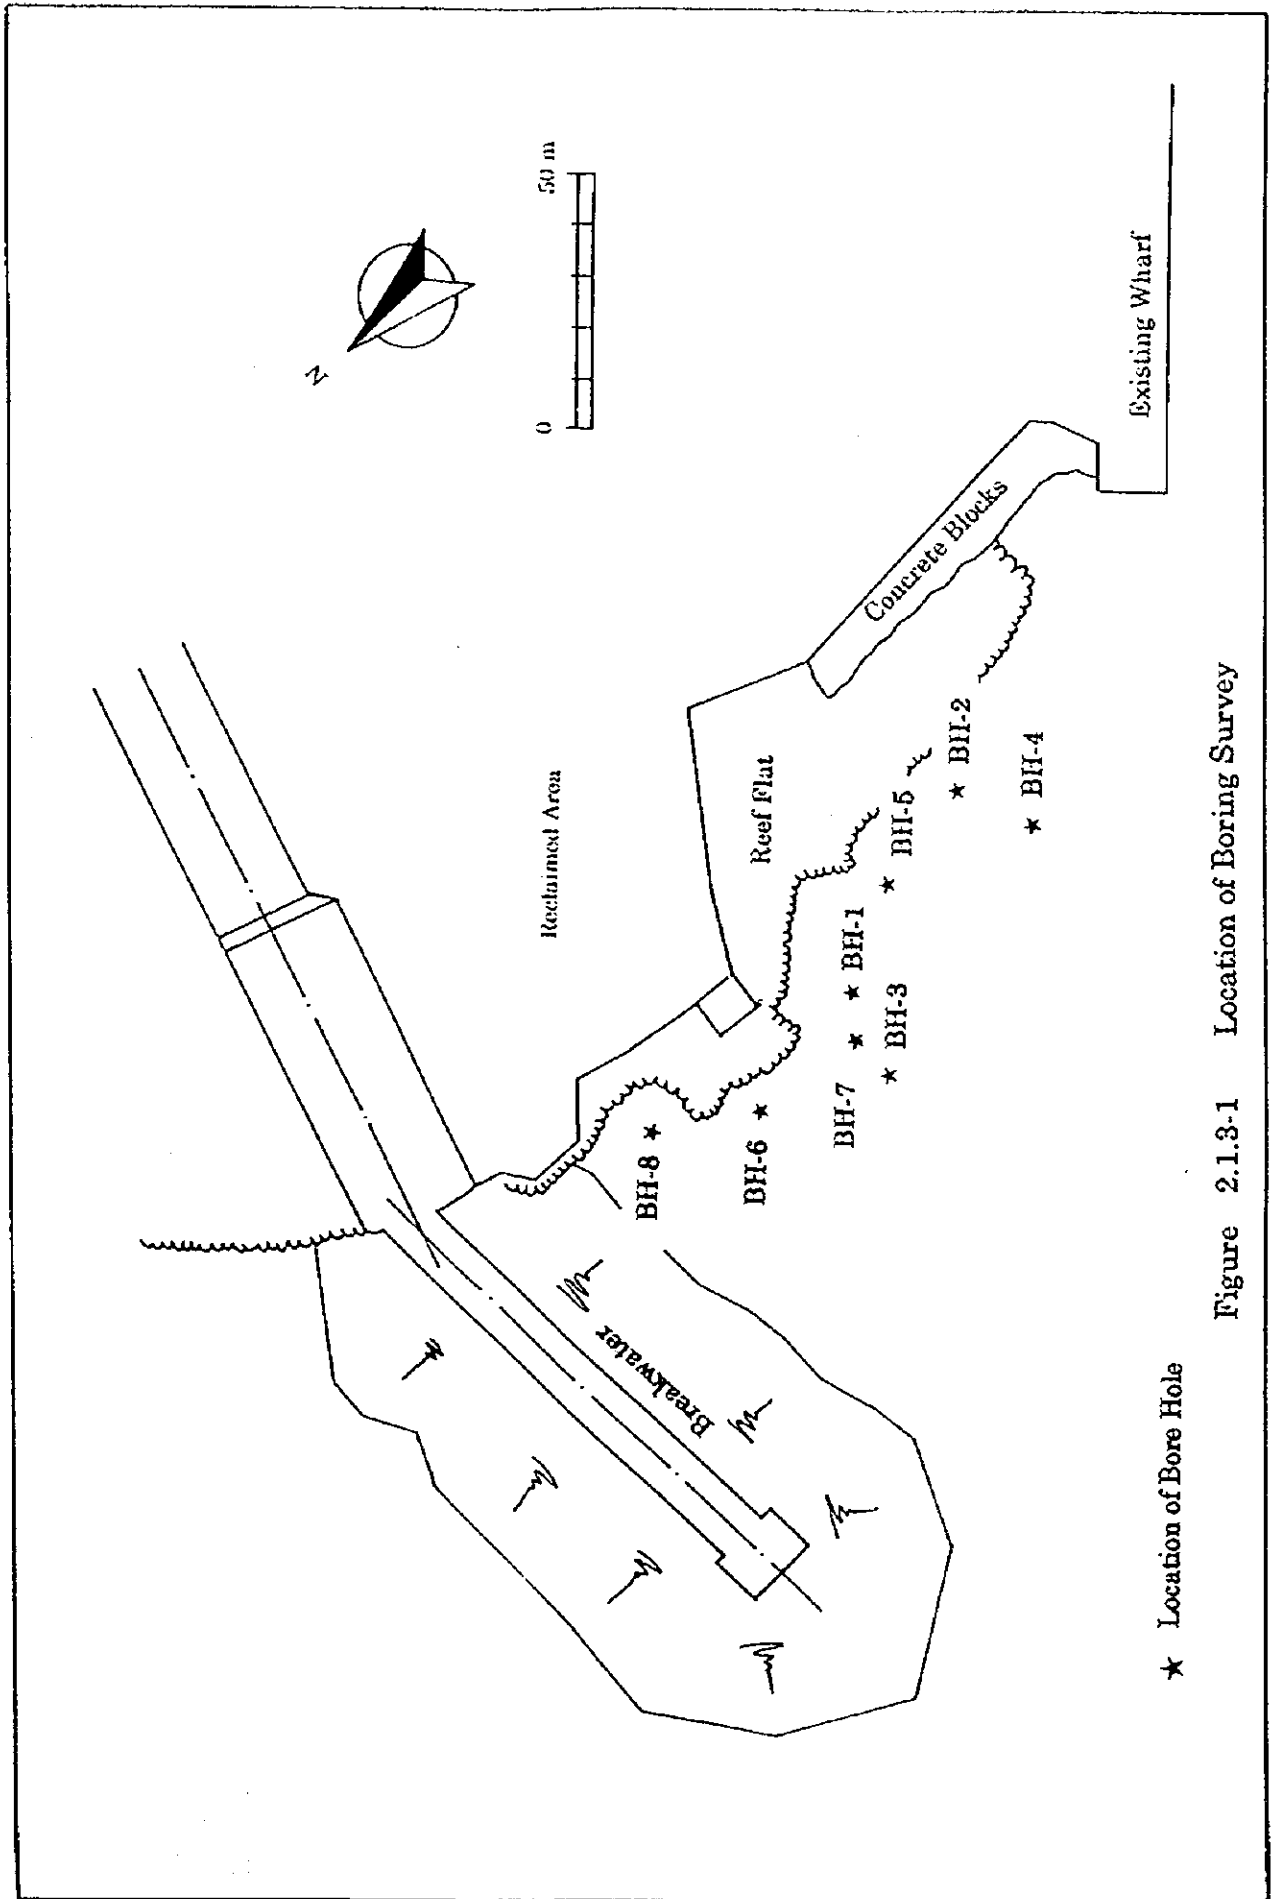 N
0
50 m
Reclaimed Area
Reef Flat
Concrete Blocks
Existing Wharf
Breakwater
BH-8
BH-6
BH-7
BH-1
BH-3
BH-5
BH-2
BH-4
★ Location of Bore Hole
Figure 2.1.3-1 Location of Boring Survey